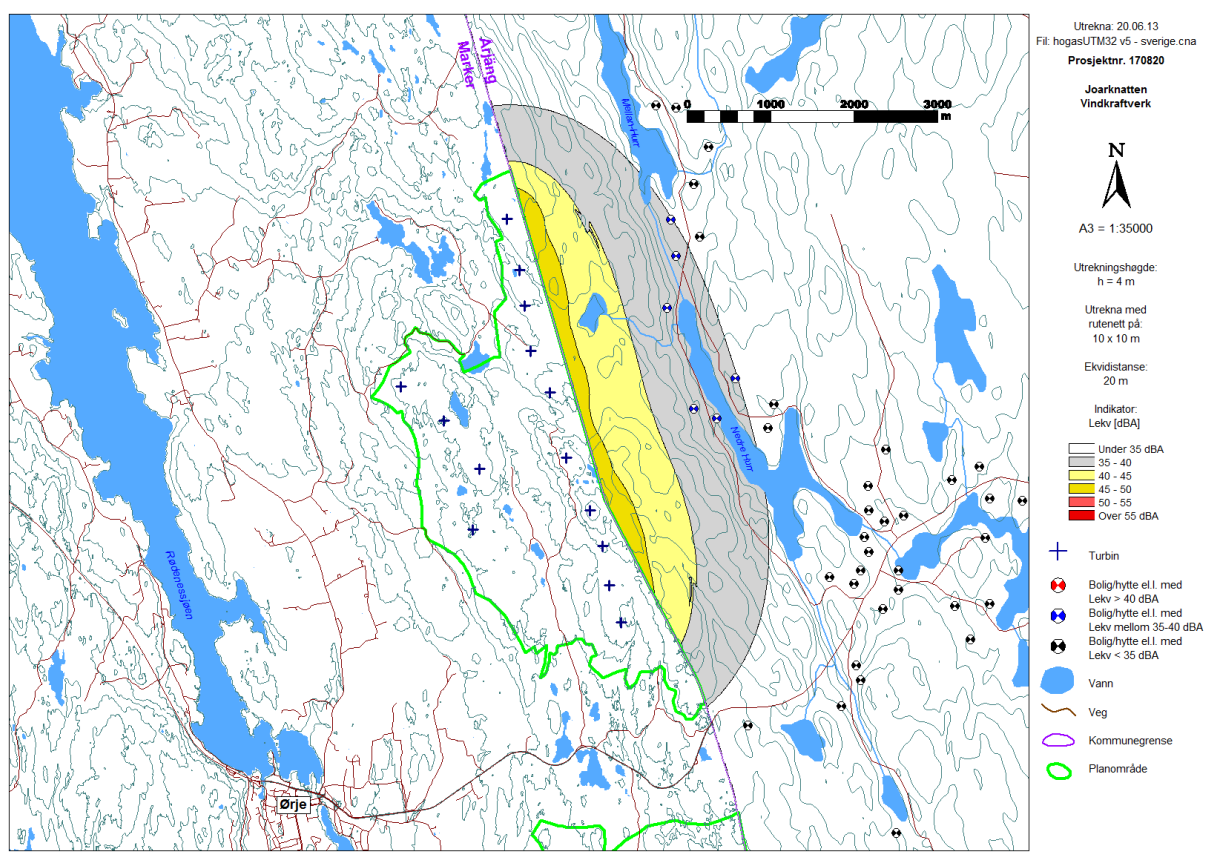 Årjäng
Marker
Mellan-Hurr
0 1000 2000 3000
m
Nedre Hurr
Rødenessjøen
Ørje
Utrekna: 20.06.13
Fil: hogasUTM32 v5 - sverige.cna
Prosjektnr. 170820
Joarknatten
Vindkraftverk
N
A3 = 1:35000
Utrekningshøgde:
h = 4 m
Utrekna med
rutenett på:
10 x 10 m
Ekvidistanse:
20 m
Indikator:
Lekv [dBA]
Under 35 dBA
35 - 40
40 - 45
45 - 50
50 - 55
Over 55 dBA
Turbin
Bolig/hytte el.l. med
Lekv > 40 dBA
Bolig/hytte el.l. med
Lekv mellom 35-40 dBA
Bolig/hytte el.l. med
Lekv < 35 dBA
Vann
Veg
Kommunegrense
Planområde